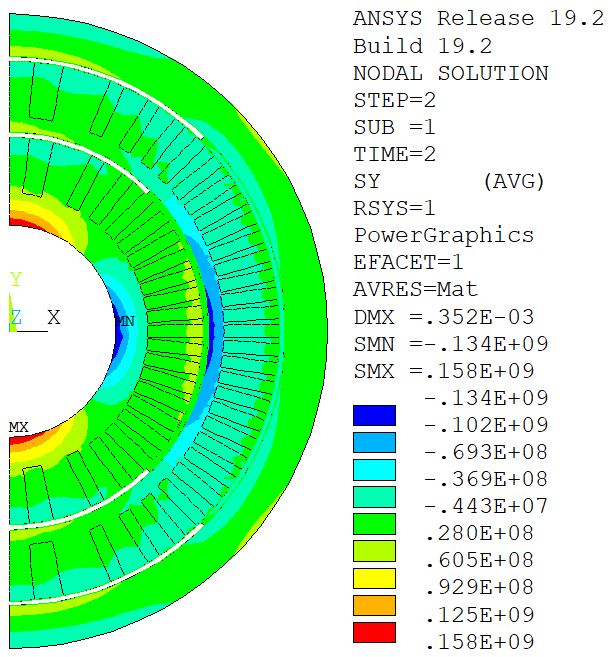 ANSYS Release 19.2
Build 19.2
NODAL SOLUTION
STEP=2
SUB =1
TIME=2
SY (AVG)
RSYS=1
PowerGraphics
EFACET=1
AVRES=Mat
DMX =.352E-03
SMN =-.134E+09
SMX =.158E+09
-.134E+09
-.102E+09
-.693E+08
-.369E+08
-.443E+07
.280E+08
.605E+08
.929E+08
.125E+09
.158E+09
Y
Z X
MN
MX